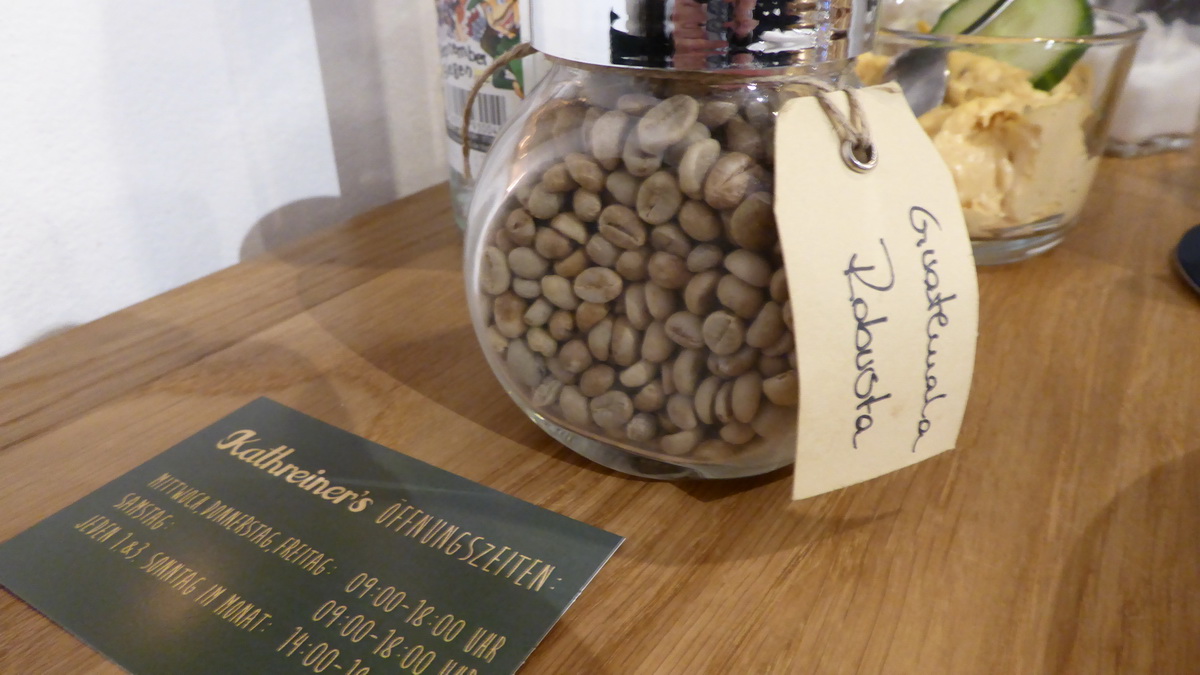 Guatemala
Robusta
Kathreiner's ÖFFNUNGSZEITEN:
MITTWOCH, DONNERSTAG, FREITAG: 09:00-18:00 UHR
SAMSTAG: 09:00-18:00 UHR
JEDEN 1.&3. SONNTAG IM MONAT: 14:00-